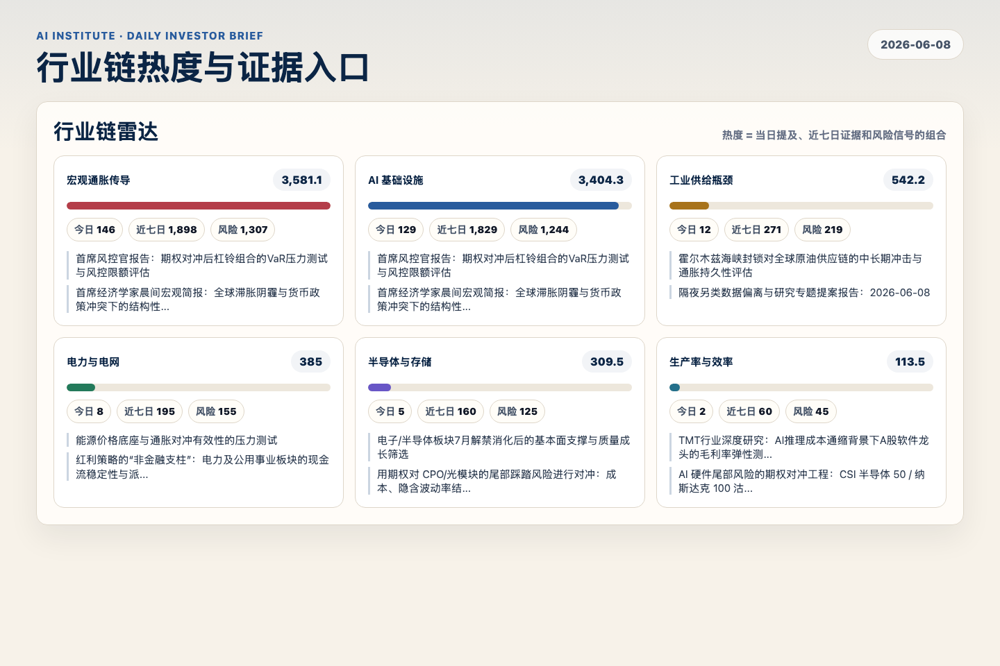 AI INSTITUTE · DAILY INVESTOR BRIEF
2026-06-08
行业链热度与证据入口
行业链雷达
热度 = 当日提及、近七日证据和风险信号的组合
宏观通胀传导
3,581.1
今日 146
近七日 1,898
风险 1,307
首席风控官报告：期权对冲后杠铃组合的VaR压力测试
与风控限额评估
首席经济学家晨间宏观简报：全球滞胀阴霾与货币政
策冲突下的结构性...
AI 基础设施
3,404.3
今日 129
近七日 1,829
风险 1,244
首席风控官报告：期权对冲后杠铃组合的VaR压力测试
与风控限额评估
首席经济学家晨间宏观简报：全球滞胀阴霾与货币政
策冲突下的结构性...
工业供给瓶颈
542.2
今日 12
近七日 271
风险 219
霍尔木兹海峡封锁对全球原油供应链的中长期冲击与
通胀持久性评估
隔夜另类数据偏离与研究专题提案报告：2026-06-08
电力与电网
385
今日 8
近七日 195
风险 155
能源价格底座与通胀对冲有效性的压力测试
红利策略的“非金融支柱”：电力及公用事业板块的现金
流稳定性与派...
半导体与存储
309.5
今日 5
近七日 160
风险 125
电子/半导体板块7月解禁消化后的基本面支撑与质量成
长筛选
用期权对 CPO/光模块的尾部踩踏风险进行对冲：成
本、隐含波动率结...
生产率与效率
113.5
今日 2
近七日 60
风险 45
TMT行业深度研究：AI推理成本通缩背景下A股软件龙
头的毛利率弹性测...
AI 硬件尾部风险的期权对冲工程：CSI 半导体 50 / 纳
斯达克 100 沽...